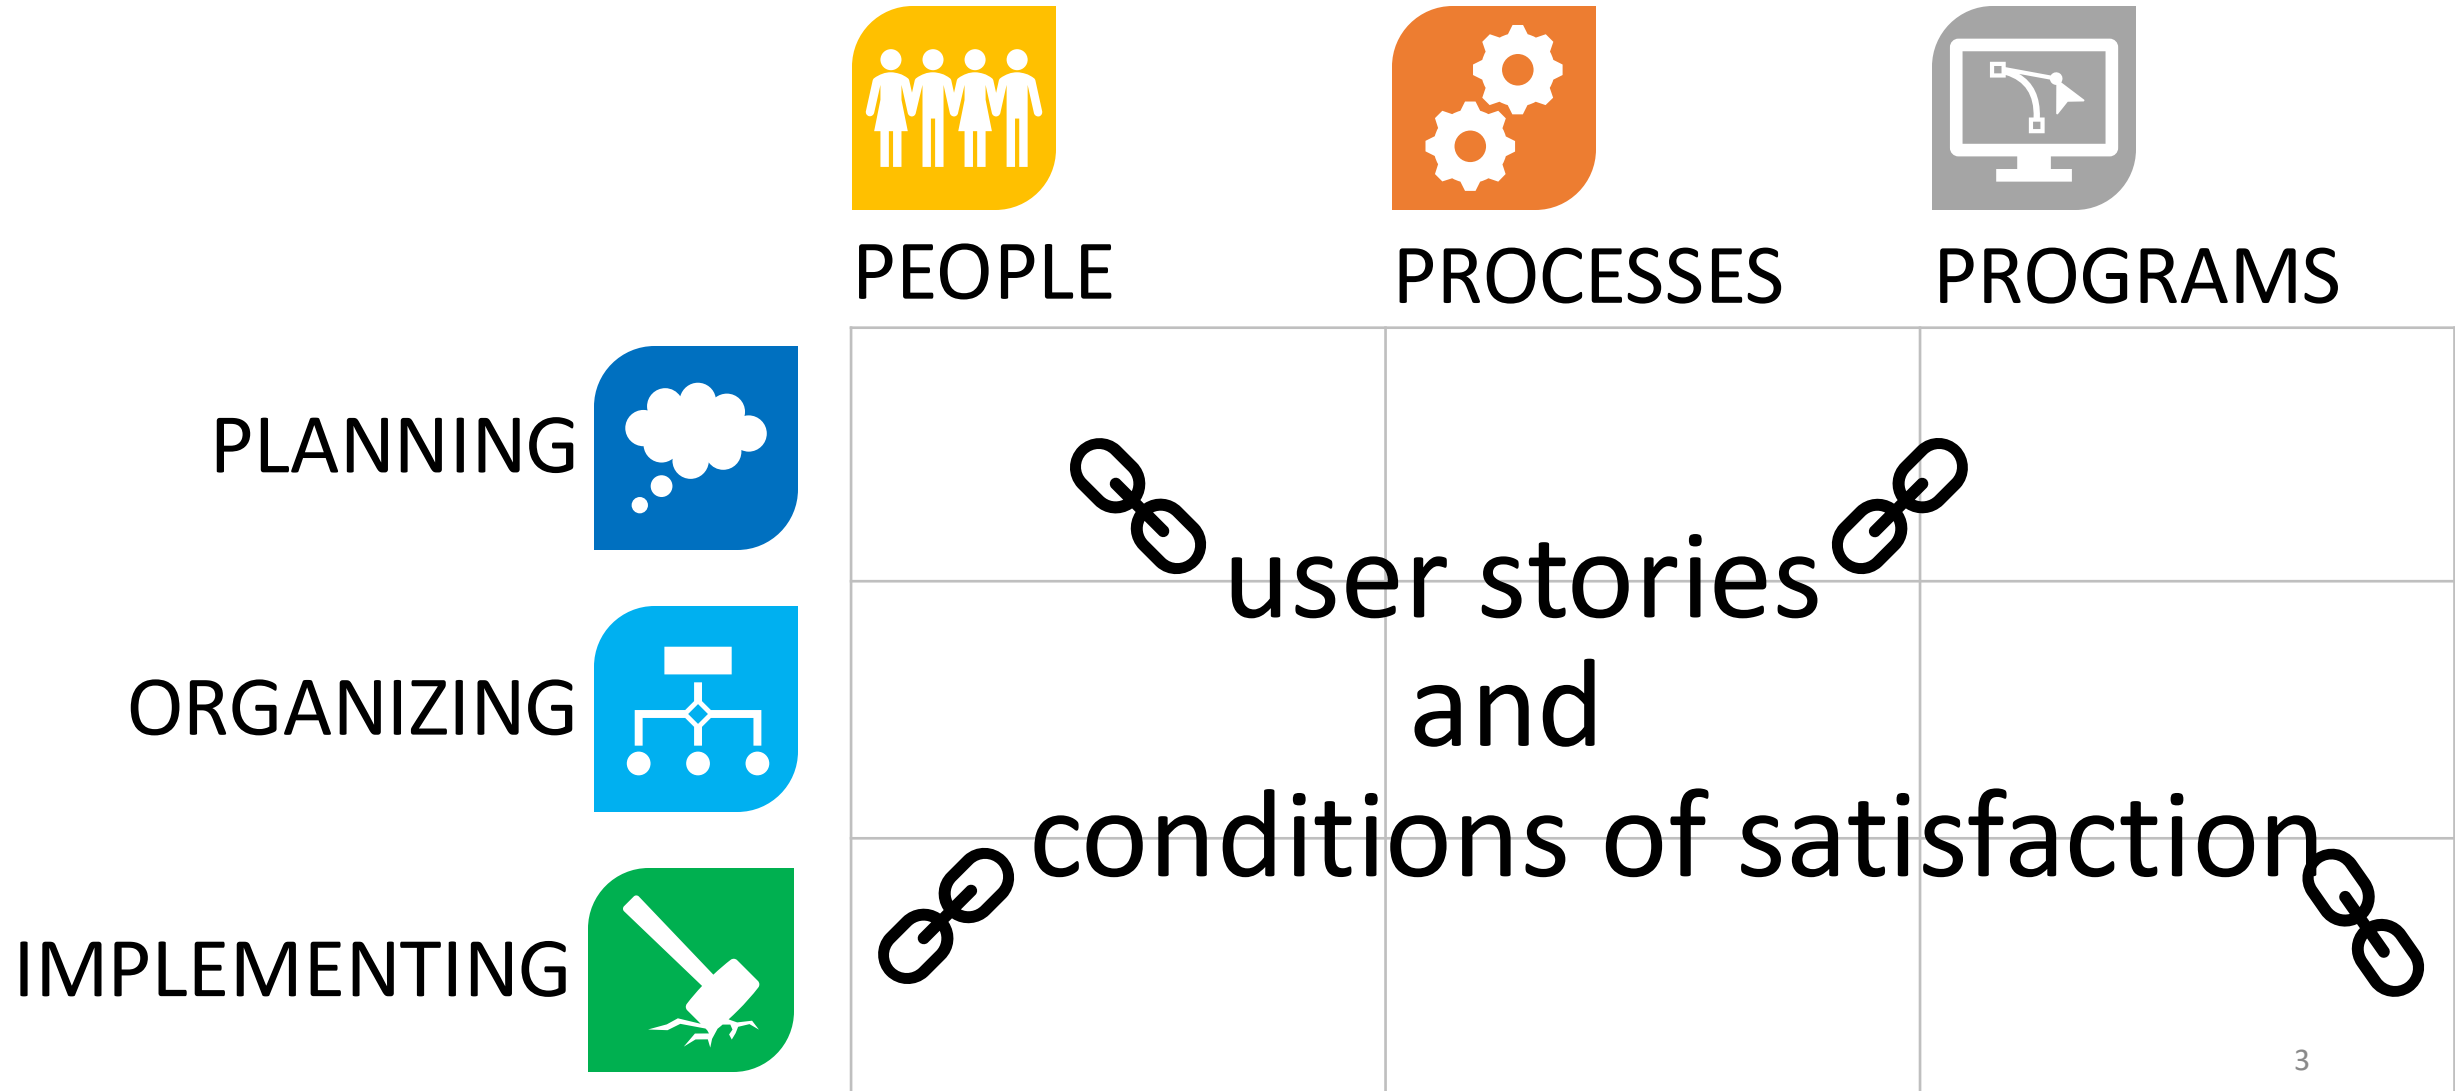 PEOPLE
PROCESSES
PROGRAMS
PLANNING
user stories
ORGANIZING
and
conditions of satisfaction
IMPLEMENTING
3